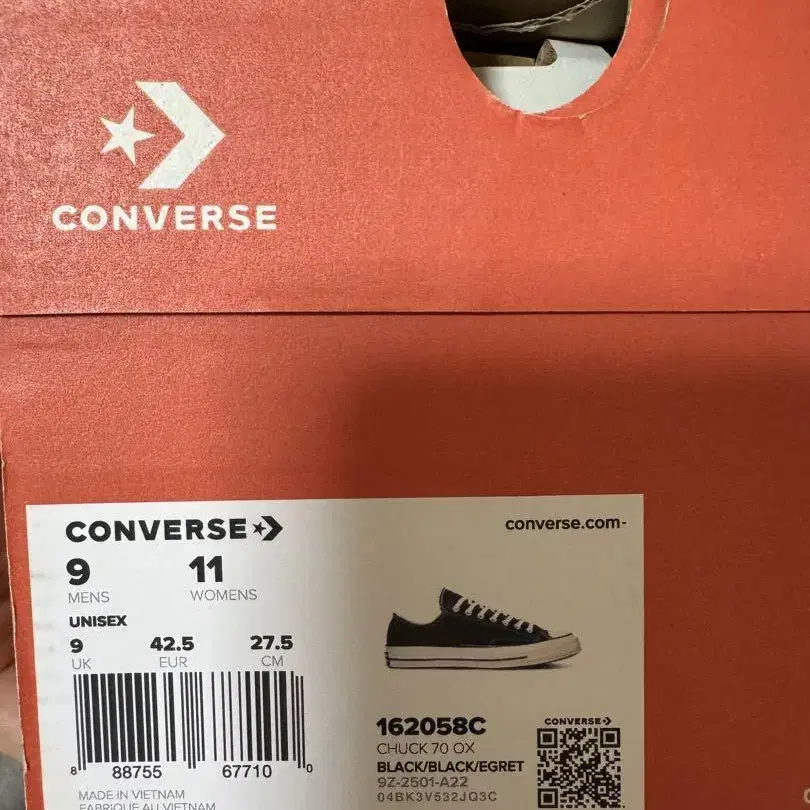 CONVERSE
CONVERSE
converse.com-
9 11
MENS WOMENS
UNISEX
9 42.5 27.5
UK EUR CM
8 88755 67710 0
MADE IN VIETNAM
FABRIQUE AU VIETNAM
162058C
CHUCK 70 OX
BLACK/BLACK/EGRET
9Z-2501-A22
04BK3V532JQ3C
CONVERSE